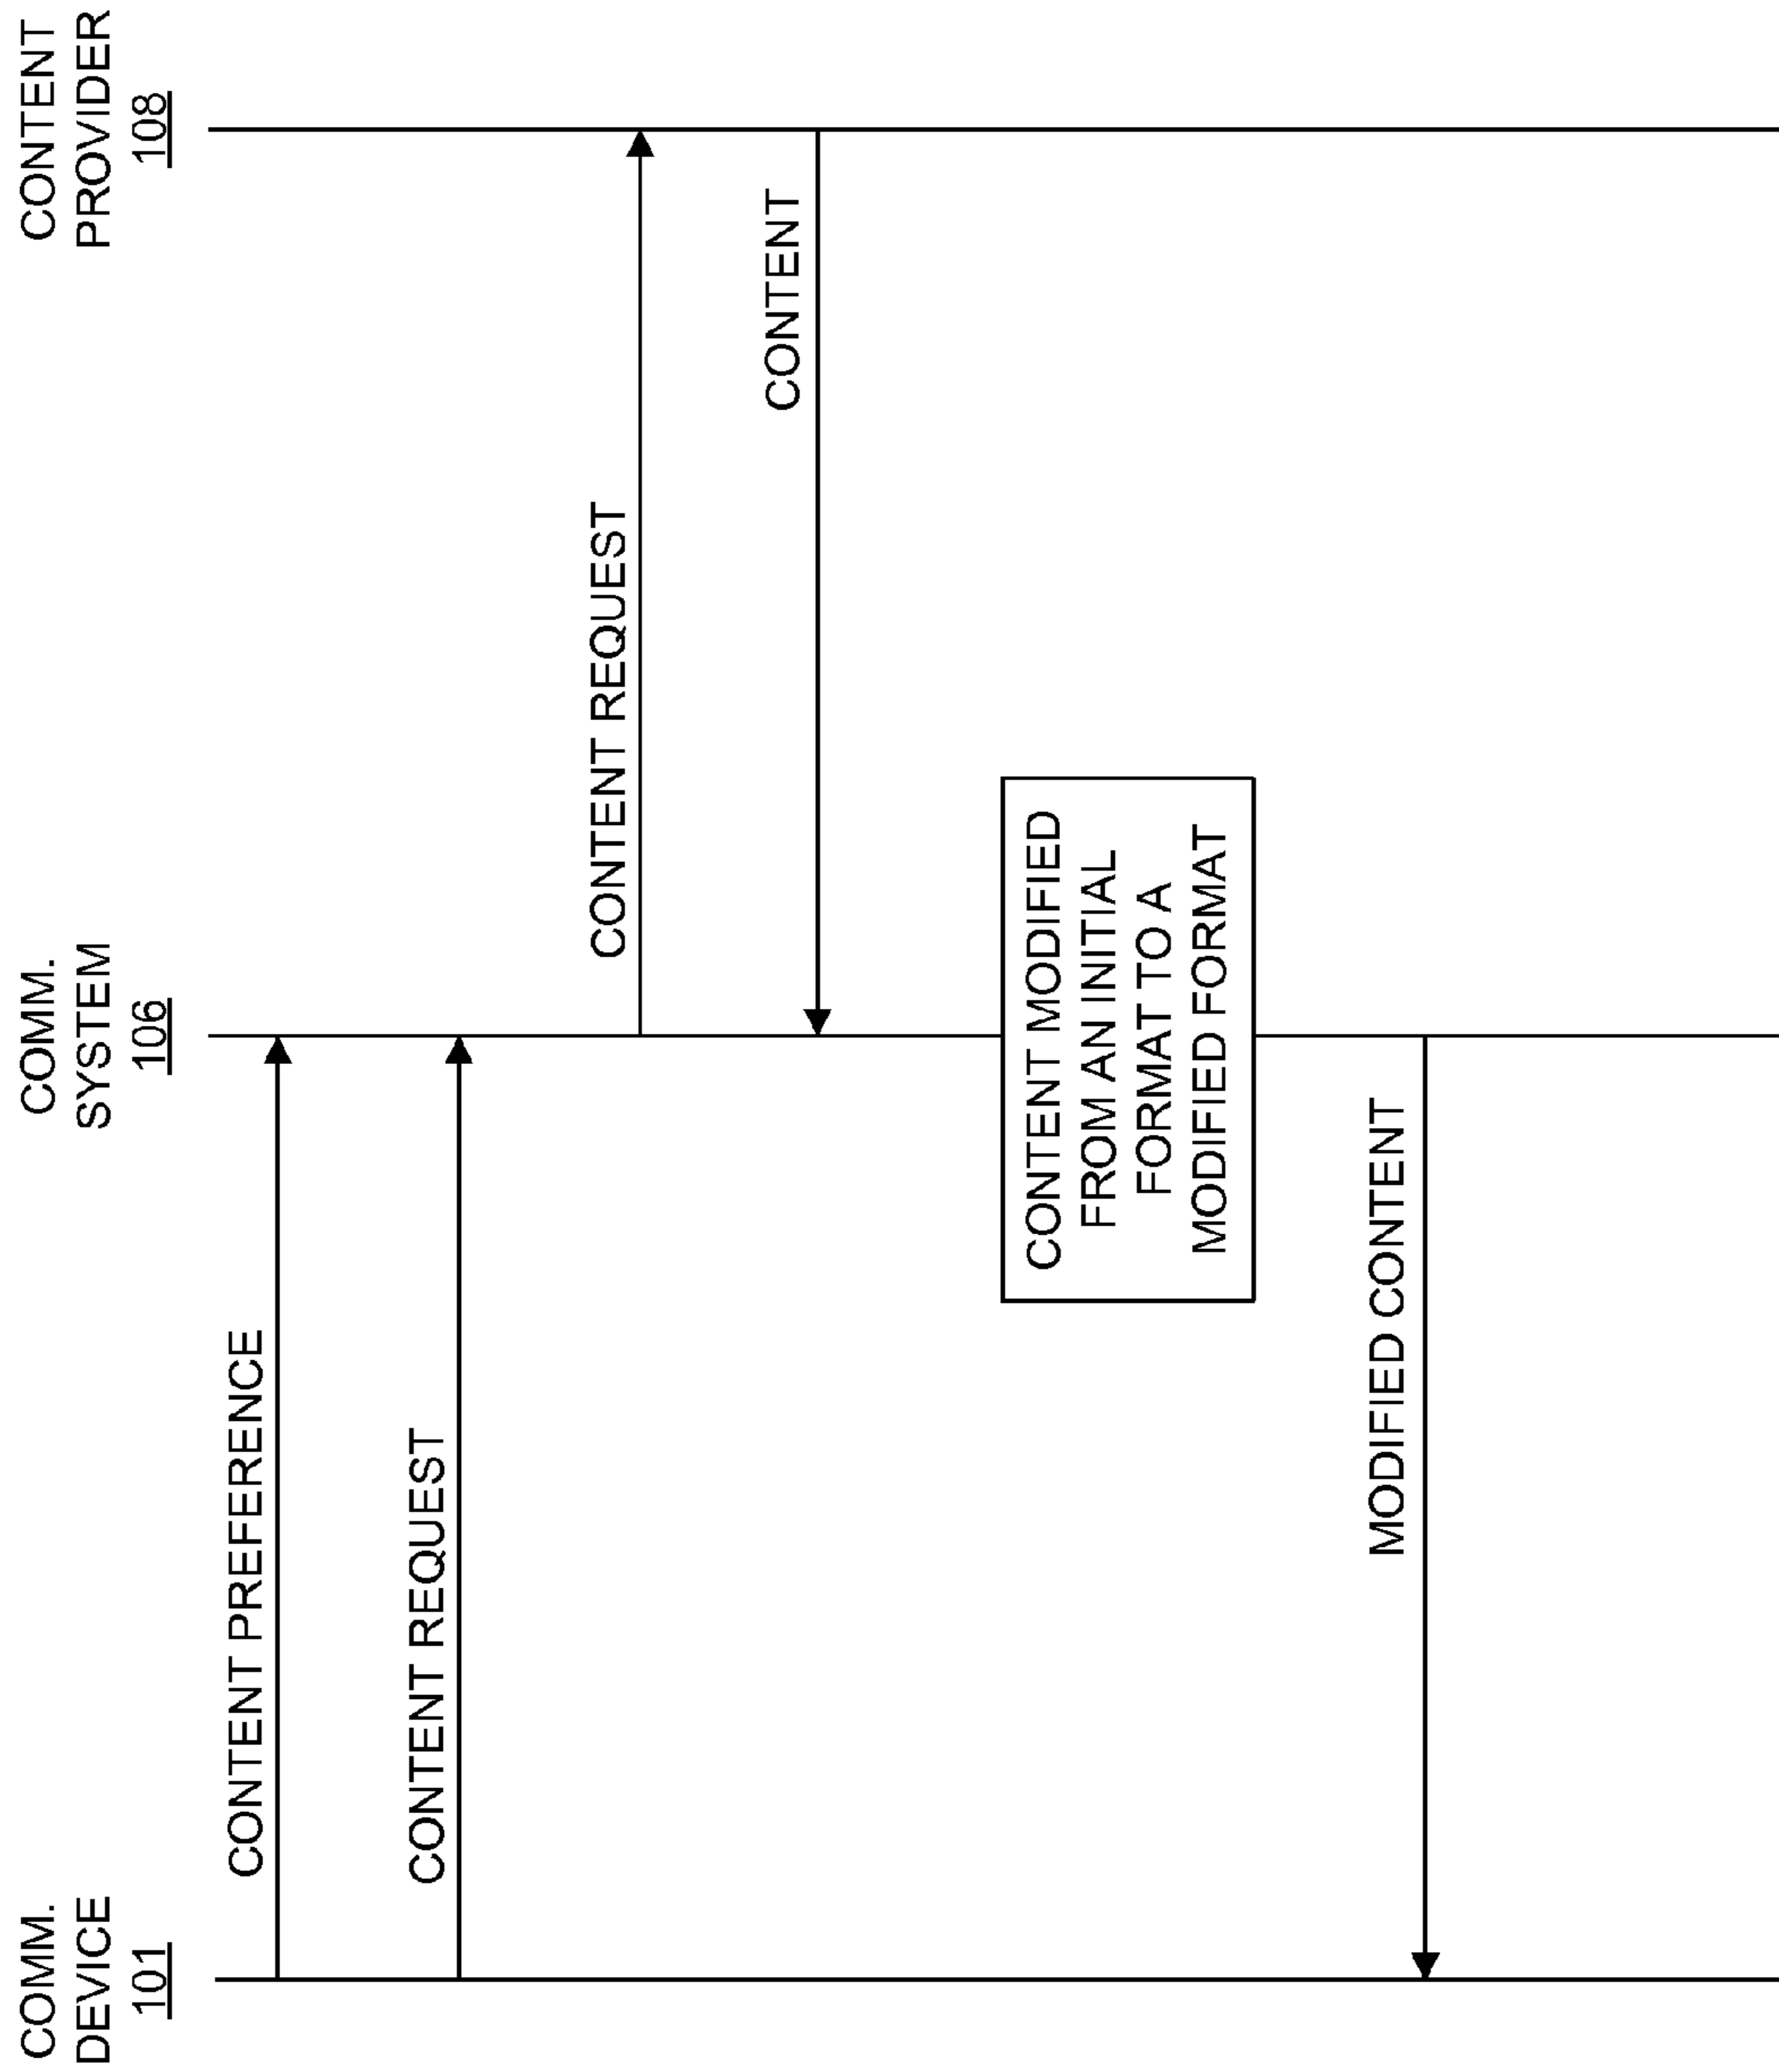 COMM.
DEVICE
101
COMM.
SYSTEM
106
CONTENT
PROVIDER
108
CONTENT PREFERENCE
CONTENT REQUEST
CONTENT REQUEST
CONTENT
CONTENT MODIFIED
FROM AN INITIAL
FORMAT TO A
MODIFIED FORMAT
MODIFIED CONTENT